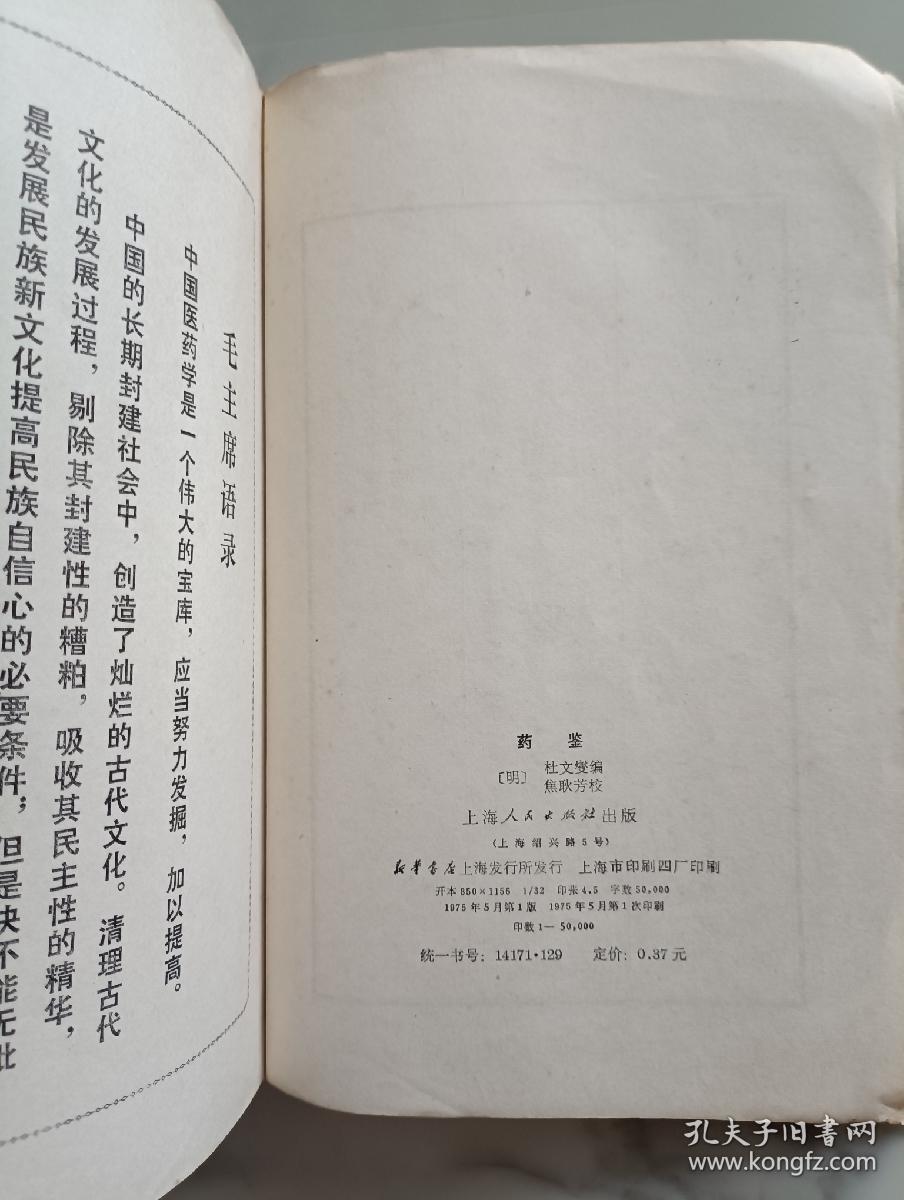 毛主席语录
中国医药学是一个伟大的宝库，应当努力发掘，加以提高。
中国的长期封建社会中，创造了灿烂的古代文化。清理古代
文化的发展过程，剔除其封建性的糟粕，吸收其民主性的精华，
是发展民族新文化提高民族自信心的必要条件；但是决不能无批
药 鉴
〔明〕 杜文燮编
焦耿芳校
上海人民出版社出版
（上海绍兴路5号）
新华书店上海发行所发行 上海市印刷四厂印刷
开本 850×1156 1/32 印张 4.5 字数 50,000
1975年5月第1版 1975年5月第1次印刷
印数 1—50,000
统一书号：14171·129 定价：0.37元
孔夫子旧书网
www.kongfz.com